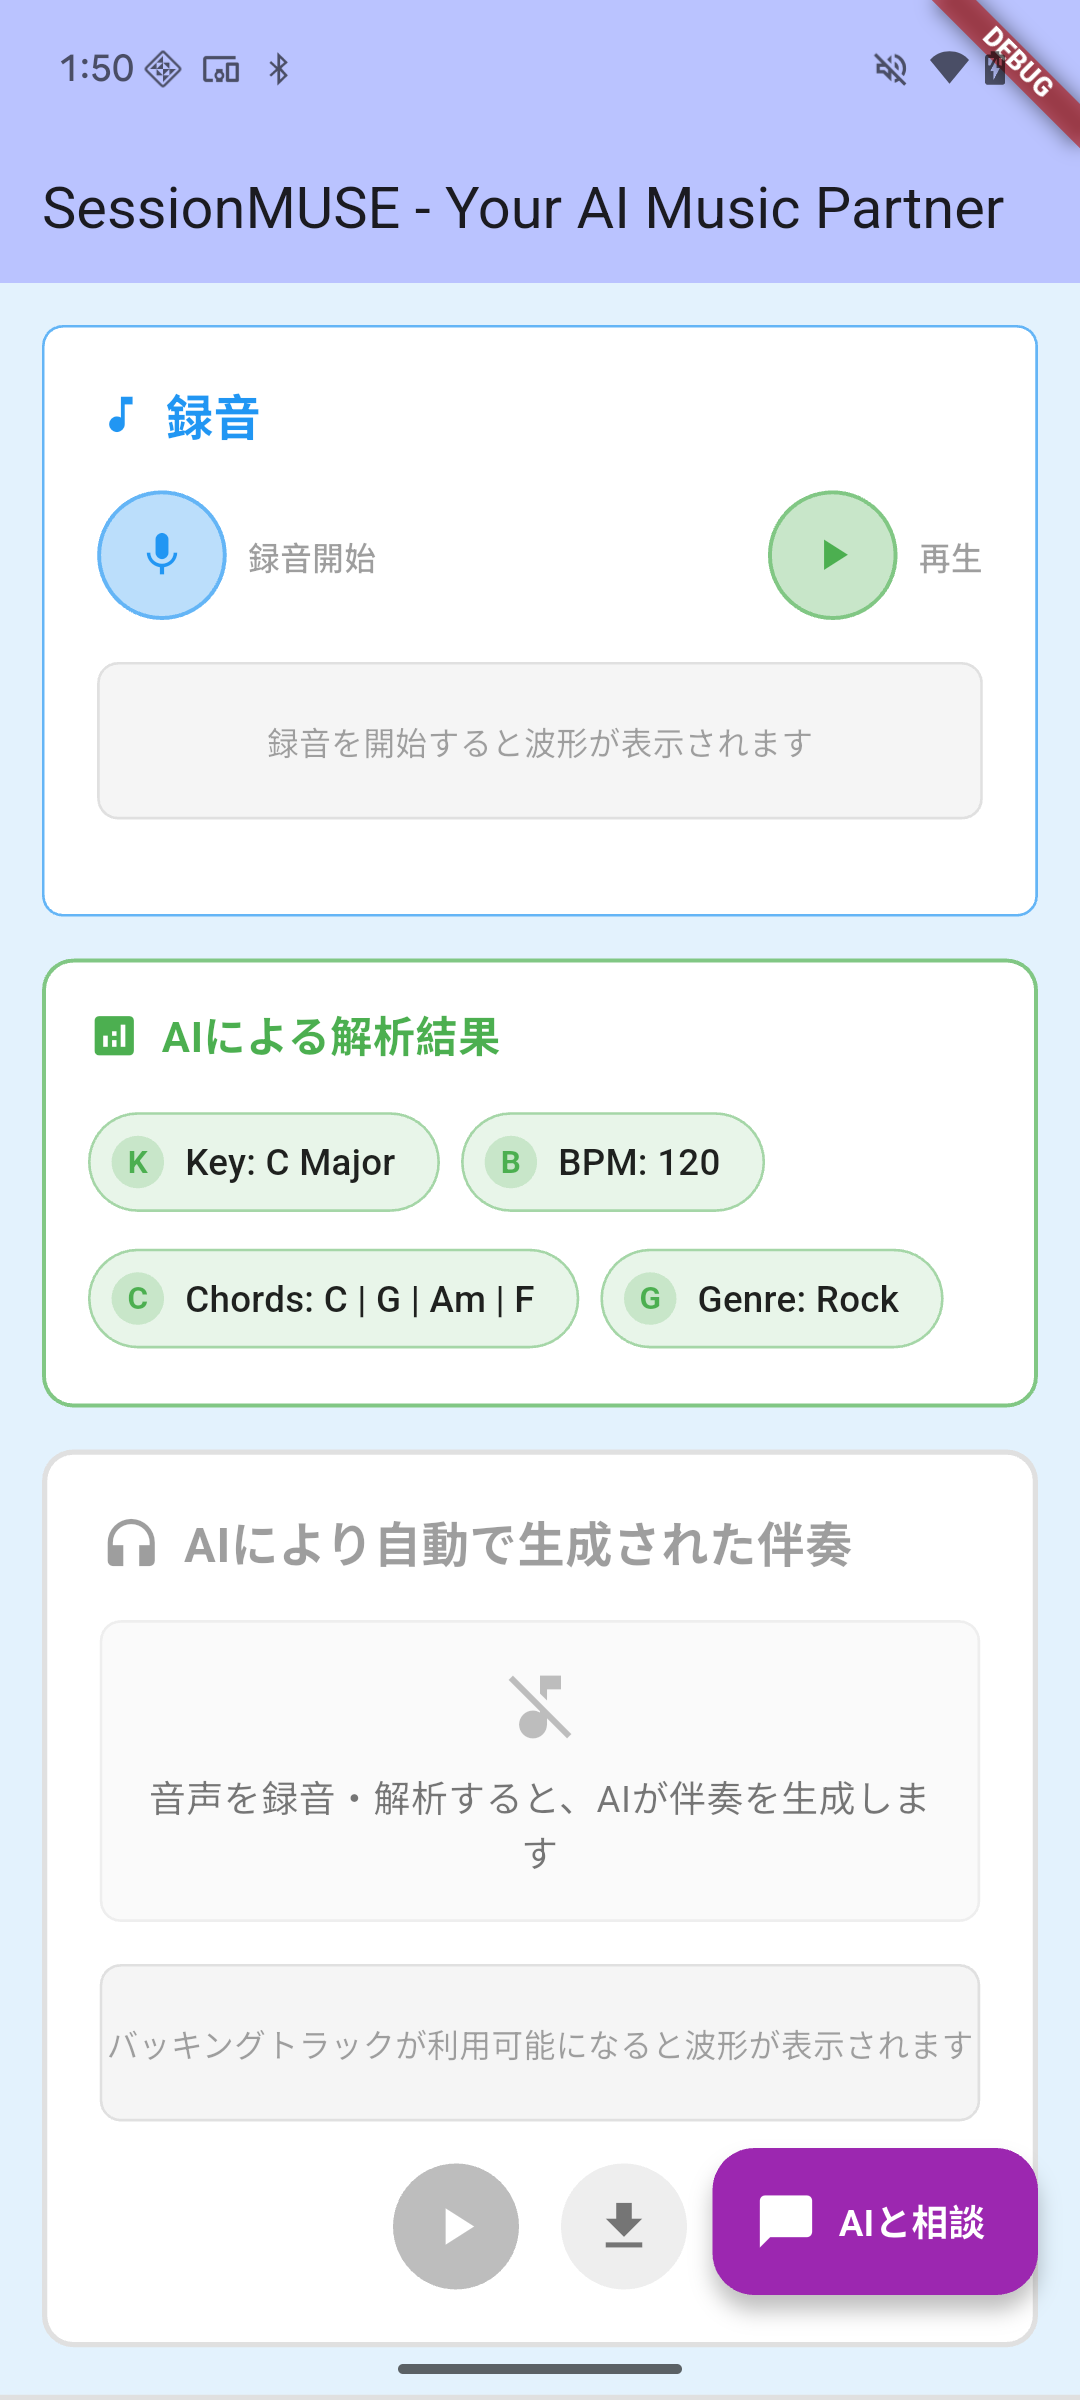 1:50
DEBUG
SessionMUSE - Your AI Music Partner
録音
録音開始
再生
録音を開始すると波形が表示されます
AIによる解析結果
K Key: C Major
B BPM: 120
C Chords: C | G | Am | F
G Genre: Rock
AIにより自動で生成された伴奏
音声を録音・解析すると、AIが伴奏を生成しま
す
バッキングトラックが利用可能になると波形が表示されます
AIと相談